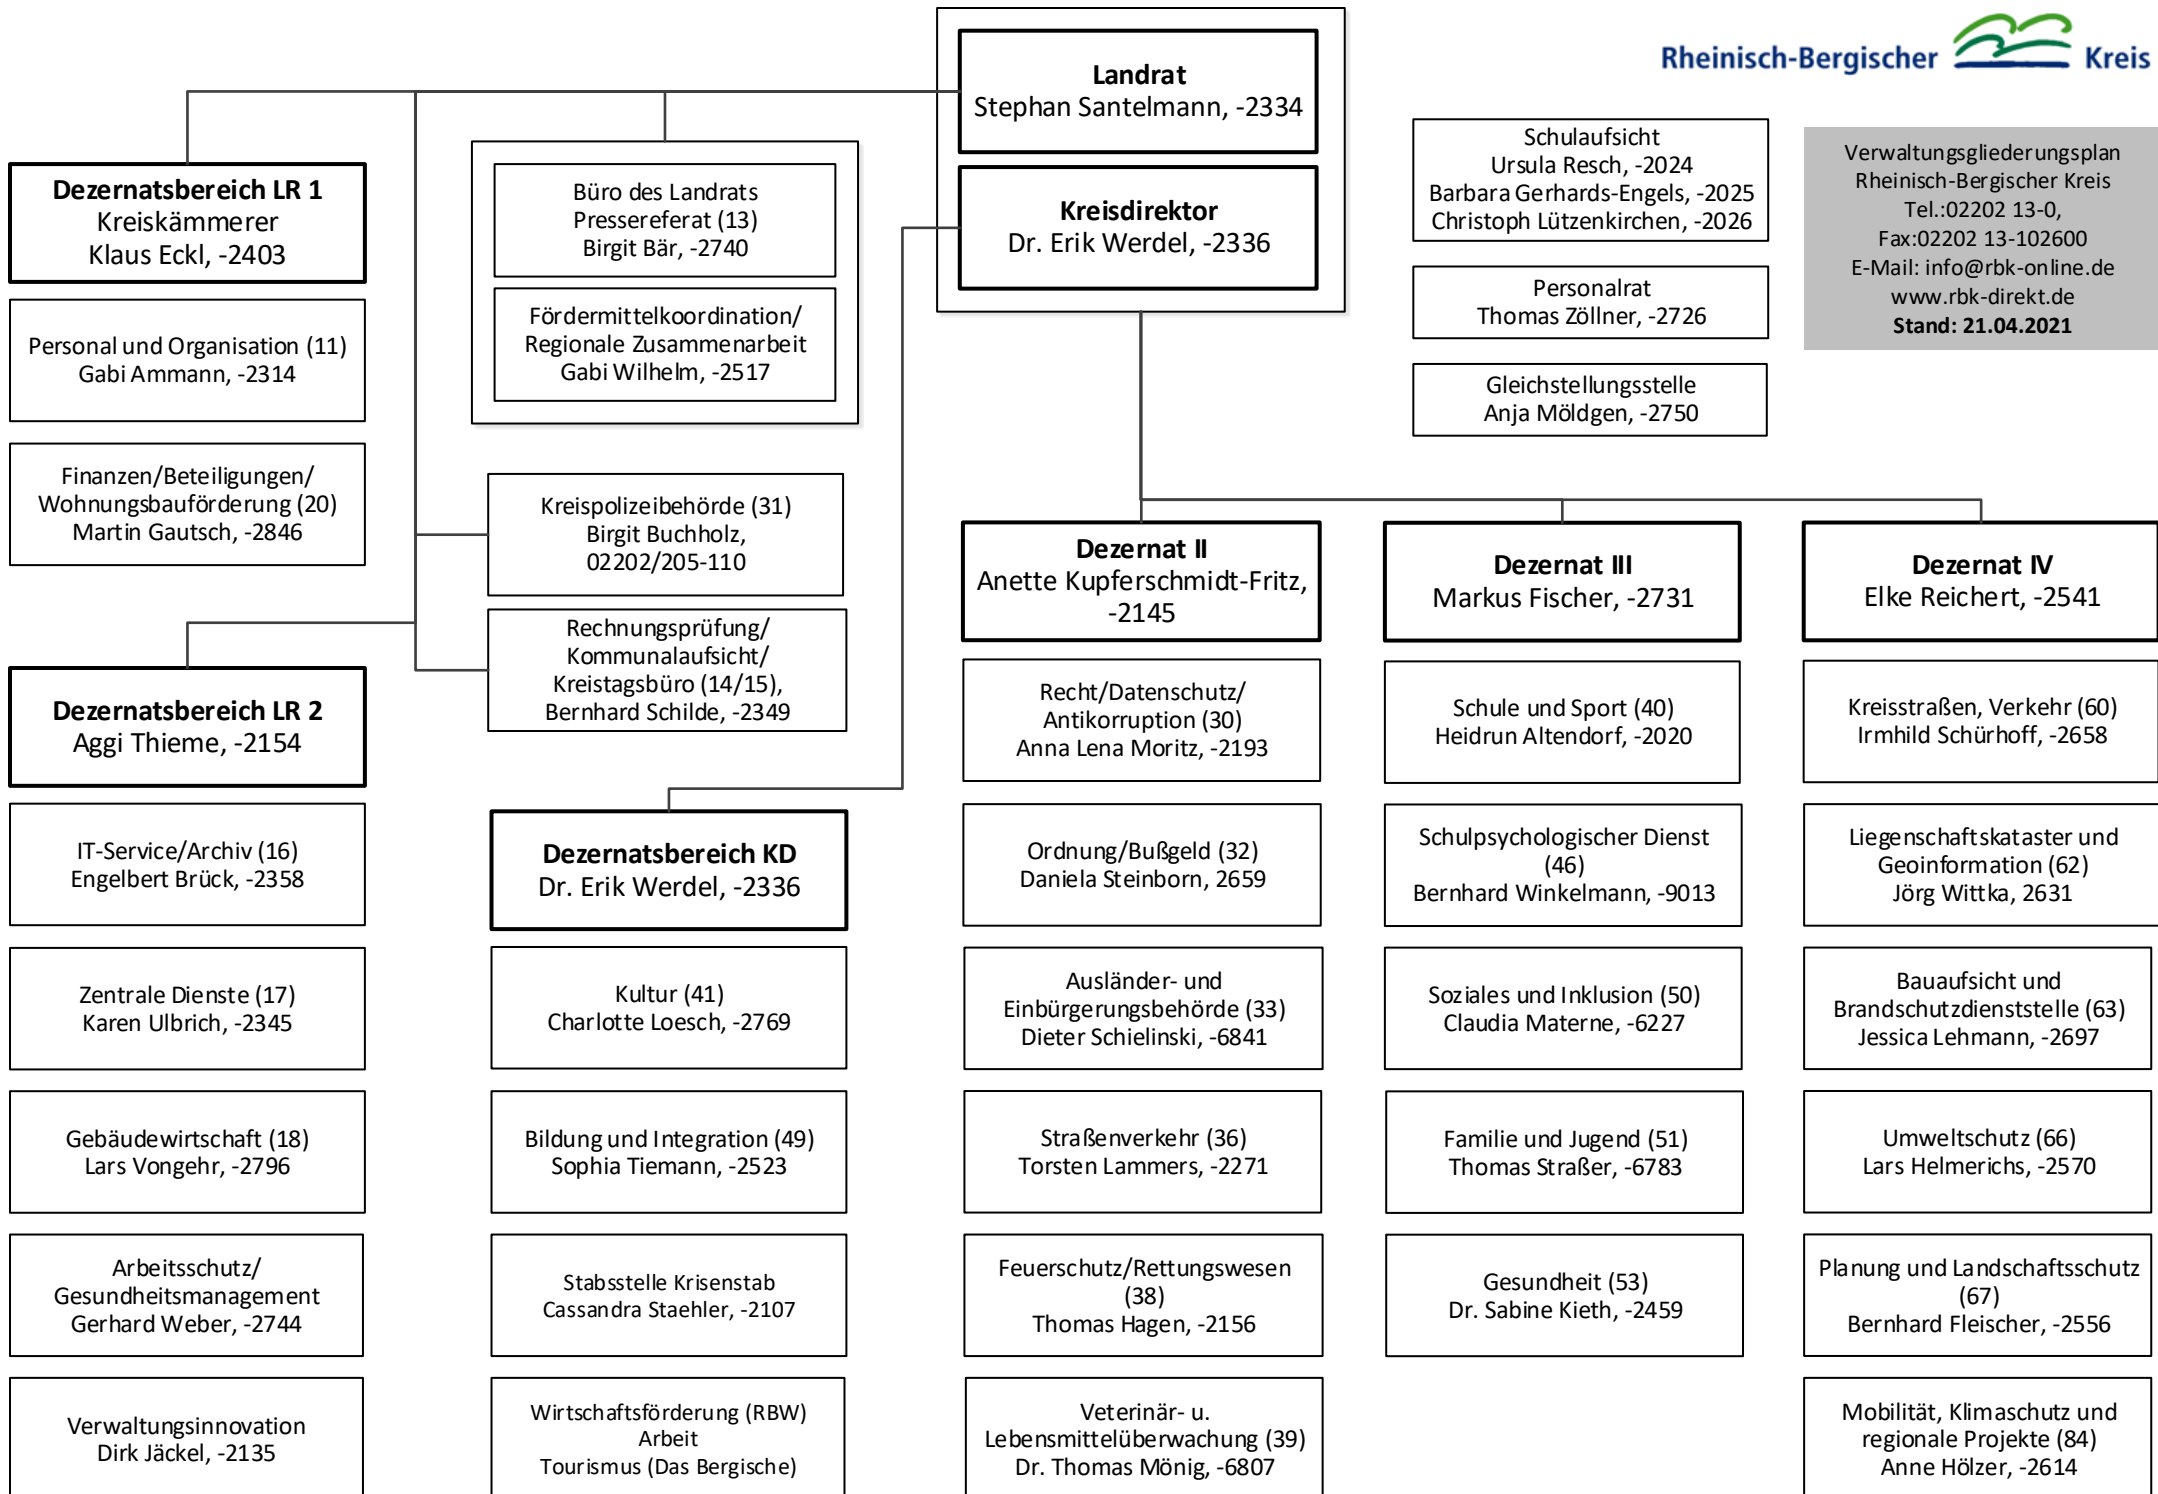 Rheinisch-Bergischer Kreis
Landrat
Stephan Santelmann, -2334
Kreisdirektor
Dr. Erik Werdel, -2336
Schulaufsicht
Ursula Resch, -2024
Barbara Gerhards-Engels, -2025
Christoph Lützenkirchen, -2026
Personalrat
Thomas Zöllner, -2726
Gleichstellungsstelle
Anja Möldgen, -2750
Verwaltungsgliederungsplan
Rheinisch-Bergischer Kreis
Tel.:02202 13-0,
Fax:02202 13-102600
E-Mail: info@rbk-online.de
www.rbk-direkt.de
Stand: 21.04.2021
Dezernatsbereich LR 1
Kreiskämmerer
Klaus Eckl, -2403
Personal und Organisation (11)
Gabi Ammann, -2314
Finanzen/Beteiligungen/
Wohnungsbauförderung (20)
Martin Gautsch, -2846
Büro des Landrats
Pressereferat (13)
Birgit Bär, -2740
Fördermittelkoordination/
Regionale Zusammenarbeit
Gabi Wilhelm, -2517
Kreispolizeibehörde (31)
Birgit Buchholz,
02202/205-110
Rechnungsprüfung/
Kommunalaufsicht/
Kreistagsbüro (14/15),
Bernhard Schilde, -2349
Dezernatsbereich LR 2
Aggi Thieme, -2154
IT-Service/Archiv (16)
Engelbert Brück, -2358
Zentrale Dienste (17)
Karen Ulbrich, -2345
Gebäudewirtschaft (18)
Lars Vongehr, -2796
Arbeitsschutz/
Gesundheitsmanagement
Gerhard Weber, -2744
Verwaltungsinnovation
Dirk Jäckel, -2135
Dezernatsbereich KD
Dr. Erik Werdel, -2336
Kultur (41)
Charlotte Loesch, -2769
Bildung und Integration (49)
Sophia Tiemann, -2523
Stabsstelle Krisenstab
Cassandra Staehler, -2107
Wirtschaftsförderung (RBW)
Arbeit
Tourismus (Das Bergische)
Dezernat II
Anette Kupferschmidt-Fritz,
-2145
Recht/Datenschutz/
Antikorruption (30)
Anna Lena Moritz, -2193
Ordnung/Bußgeld (32)
Daniela Steinborn, 2659
Ausländer- und
Einbürgerungsbehörde (33)
Dieter Schielinski, -6841
Straßenverkehr (36)
Torsten Lammers, -2271
Feuerschutz/Rettungswesen
(38)
Thomas Hagen, -2156
Veterinär- u.
Lebensmittelüberwachung (39)
Dr. Thomas Mönig, -6807
Dezernat III
Markus Fischer, -2731
Schule und Sport (40)
Heidrun Altendorf, -2020
Schulpsychologischer Dienst
(46)
Bernhard Winkelmann, -9013
Soziales und Inklusion (50)
Claudia Materne, -6227
Familie und Jugend (51)
Thomas Straßer, -6783
Gesundheit (53)
Dr. Sabine Kieth, -2459
Dezernat IV
Elke Reichert, -2541
Kreisstraßen, Verkehr (60)
Irmhild Schürhoff, -2658
Liegenschaftskataster und
Geoinformation (62)
Jörg Wittka, 2631
Bauaufsicht und
Brandschutzdienststelle (63)
Jessica Lehmann, -2697
Umweltschutz (66)
Lars Helmerichs, -2570
Planung und Landschaftsschutz
(67)
Bernhard Fleischer, -2556
Mobilität, Klimaschutz und
regionale Projekte (84)
Anne Hölzer, -2614